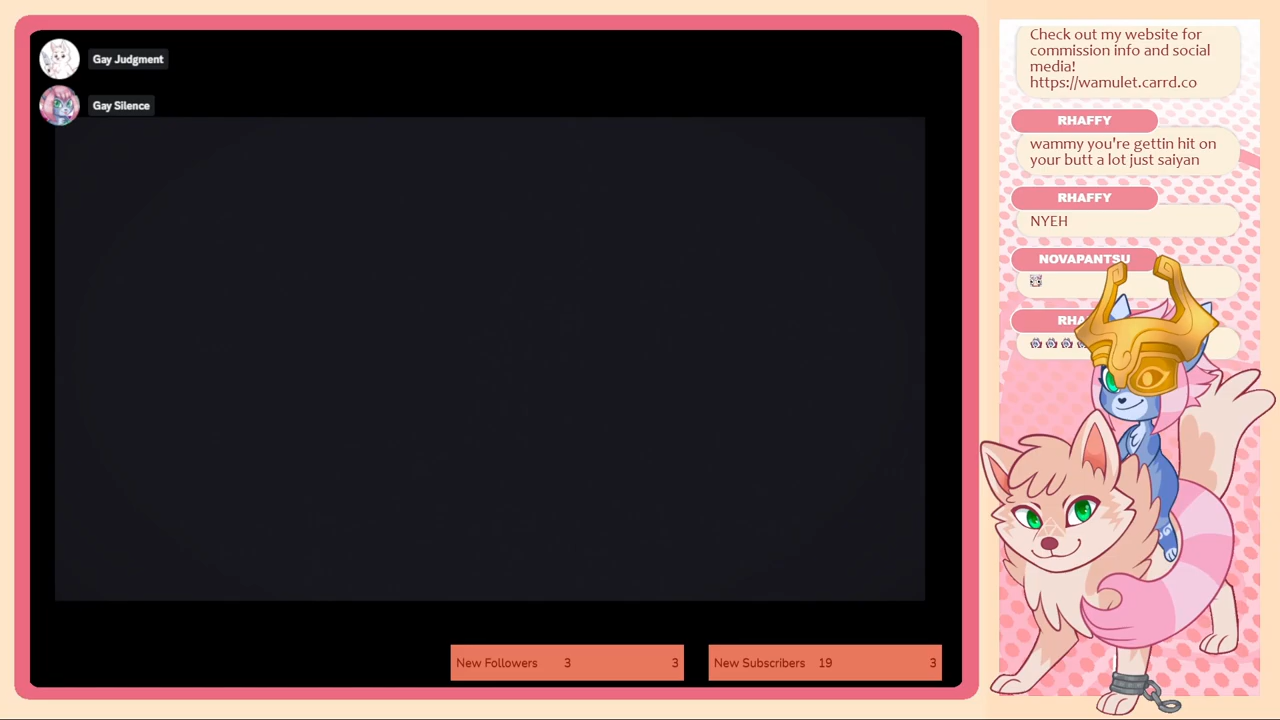 Gay Judgment
Gay Silence
New Followers 3 3
New Subscribers 19 3
Check out my website for
commission info and social
media!
https://wamulet.carrd.co
RHAFFY
wammy you're gettin hit on
your butt a lot just saiyan
RHAFFY
NYEH
NOVAPANTSU